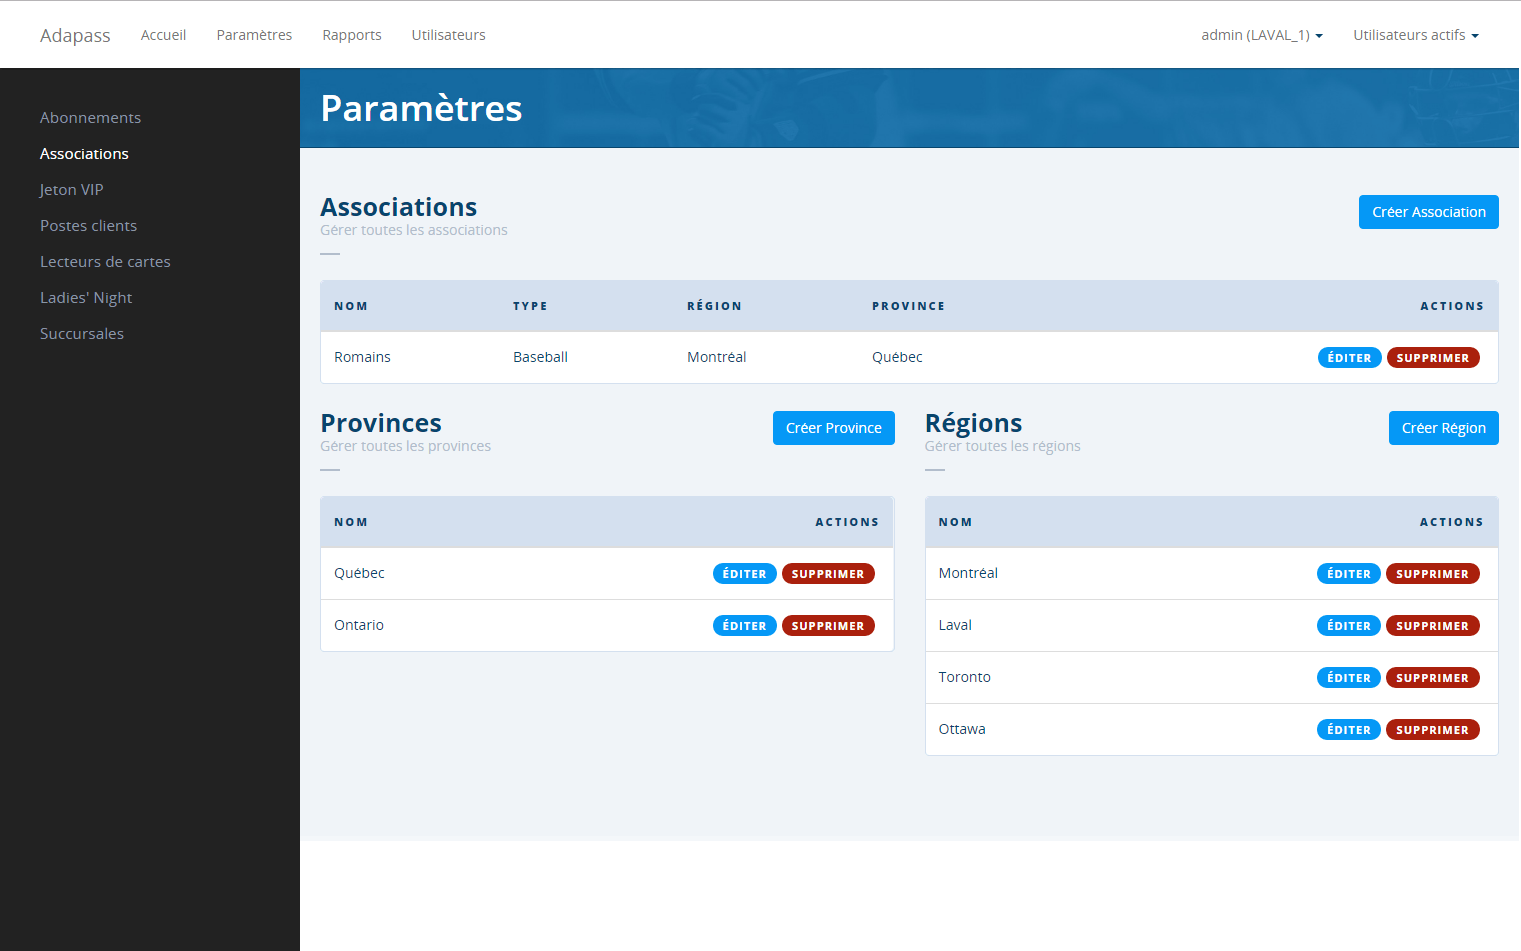 Adapass Accueil Paramètres Rapports Utilisateurs admin (LAVAL_1) Utilisateurs actifs
Abonnements
Associations
Jeton VIP
Postes clients
Lecteurs de cartes
Ladies' Night
Succursales
Paramètres
Associations
Gérer toutes les associations
Créer Association
NOM TYPE RÉGION PROVINCE ACTIONS
Romains Baseball Montréal Québec ÉDITER SUPPRIMER
Provinces
Gérer toutes les provinces
Créer Province
NOM ACTIONS
Québec ÉDITER SUPPRIMER
Ontario ÉDITER SUPPRIMER
Régions
Gérer toutes les régions
Créer Région
NOM ACTIONS
Montréal ÉDITER SUPPRIMER
Laval ÉDITER SUPPRIMER
Toronto ÉDITER SUPPRIMER
Ottawa ÉDITER SUPPRIMER